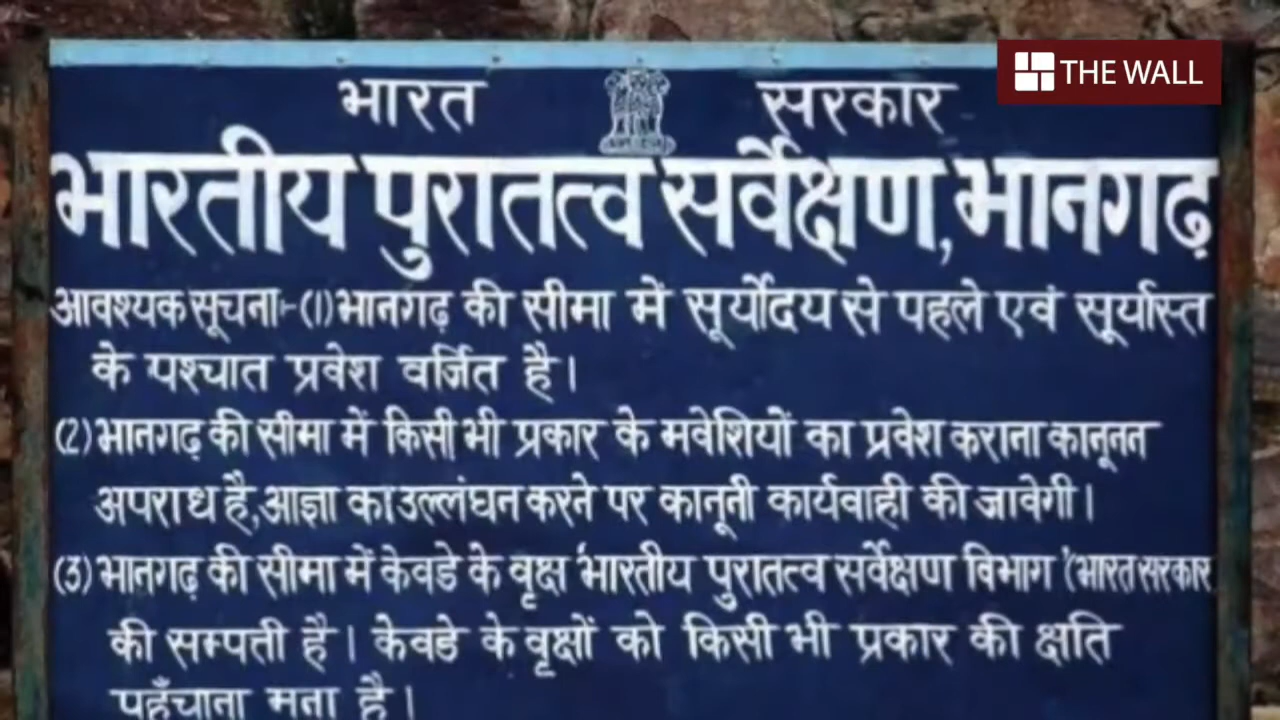 THE WALL
भारत सरकार
भारतीय पुरातत्व सर्वेक्षण, भानगढ़
आवश्यक सूचना:-(1) भानगढ़ की सीमा में सूर्योदय से पहले एवं सूर्यास्त
के पश्चात प्रवेश वर्जित है।
(2) भानगढ़ की सीमा में किसी भी प्रकार के मवेशियों का प्रवेश कराना कानूनत
अपराध है, आज्ञा का उल्लंघन करने पर कानूनी कार्यवाही की जावेगी।
(3) भानगढ़ की सीमा में केवडे के वृक्ष 'भारतीय पुरातत्व सर्वेक्षण विभाग '(भारत सरकार
की सम्पती है। केवडे के वृक्षों को किसी भी प्रकार की क्षति
पहुँचाना मना है।